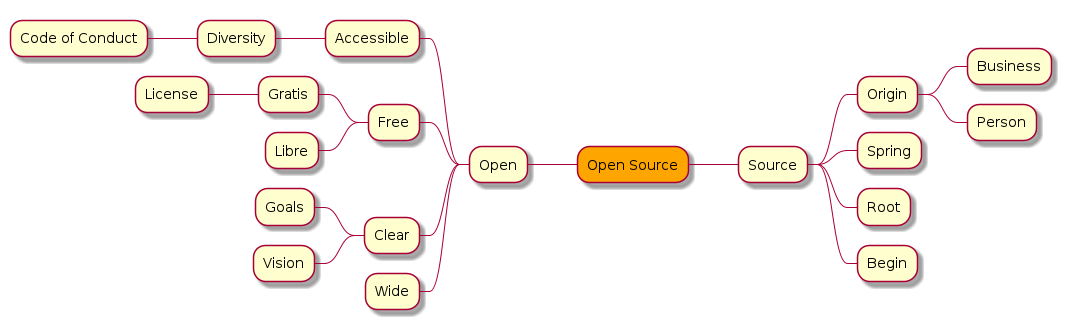 Code of Conduct
Diversity
Accessible
License
Gratis
Free
Libre
Open
Goals
Clear
Vision
Wide
Open Source
Source
Origin
Business
Person
Spring
Root
Begin